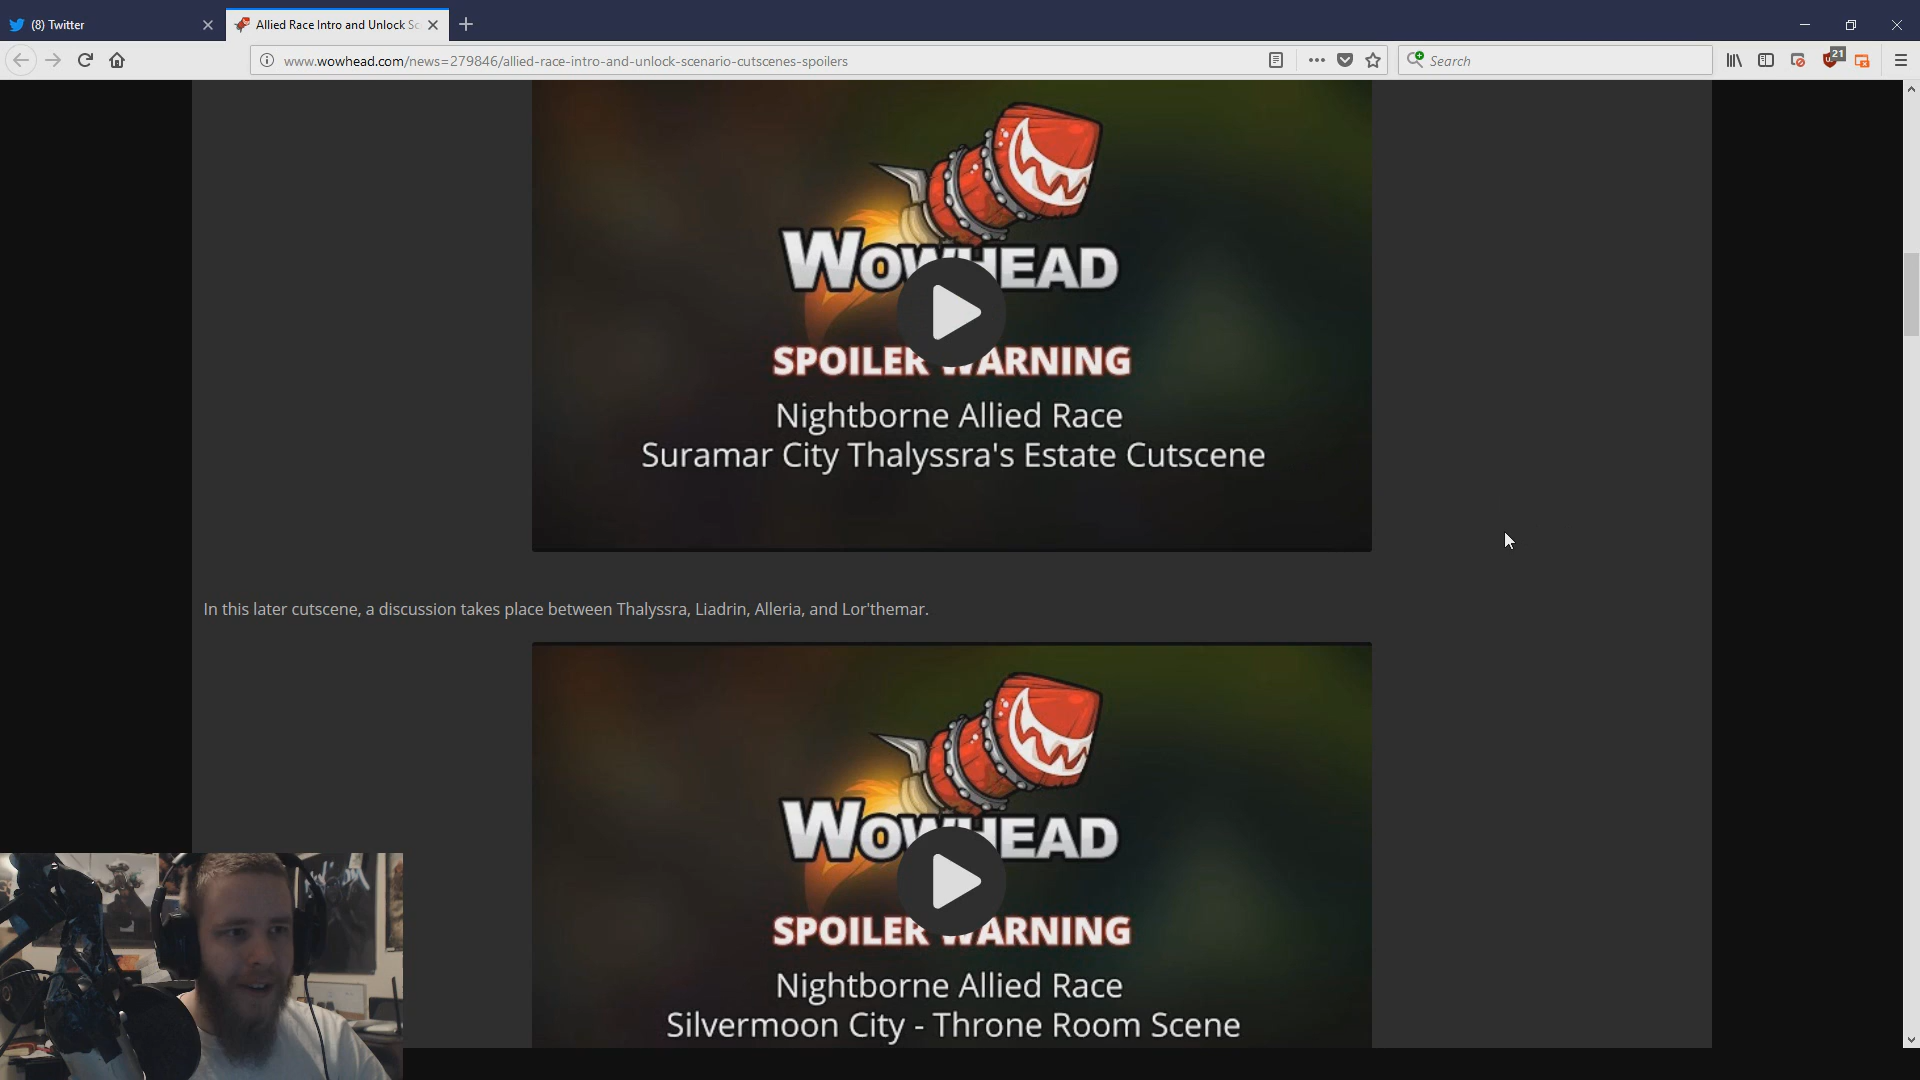 (8) Twitter
Allied Race Intro and Unlock Sc
www.wowhead.com/news=279846/allied-race-intro-and-unlock-scenario-cutscenes-spoilers
Search
21
WOWHEAD
SPOILER WARNING
Nightborne Allied Race
Suramar City Thalyssra's Estate Cutscene
In this later cutscene, a discussion takes place between Thalyssra, Liadrin, Alleria, and Lor'themar.
WOWHEAD
SPOILER WARNING
Nightborne Allied Race
Silvermoon City - Throne Room Scene